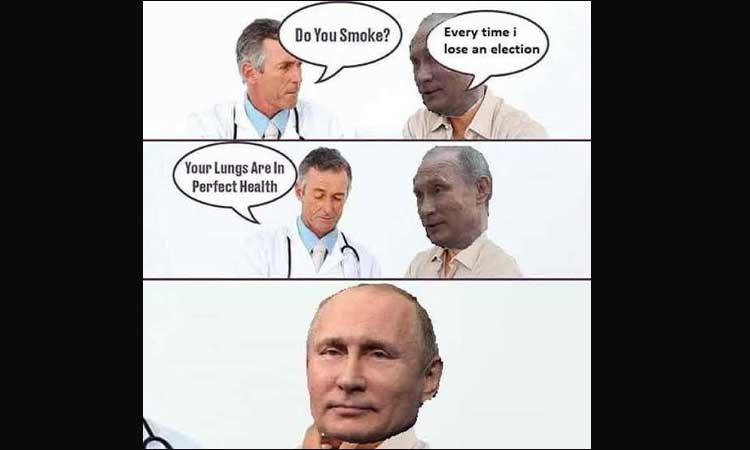 Do You Smoke?
Every time i
lose an election
Your Lungs Are In
Perfect Health